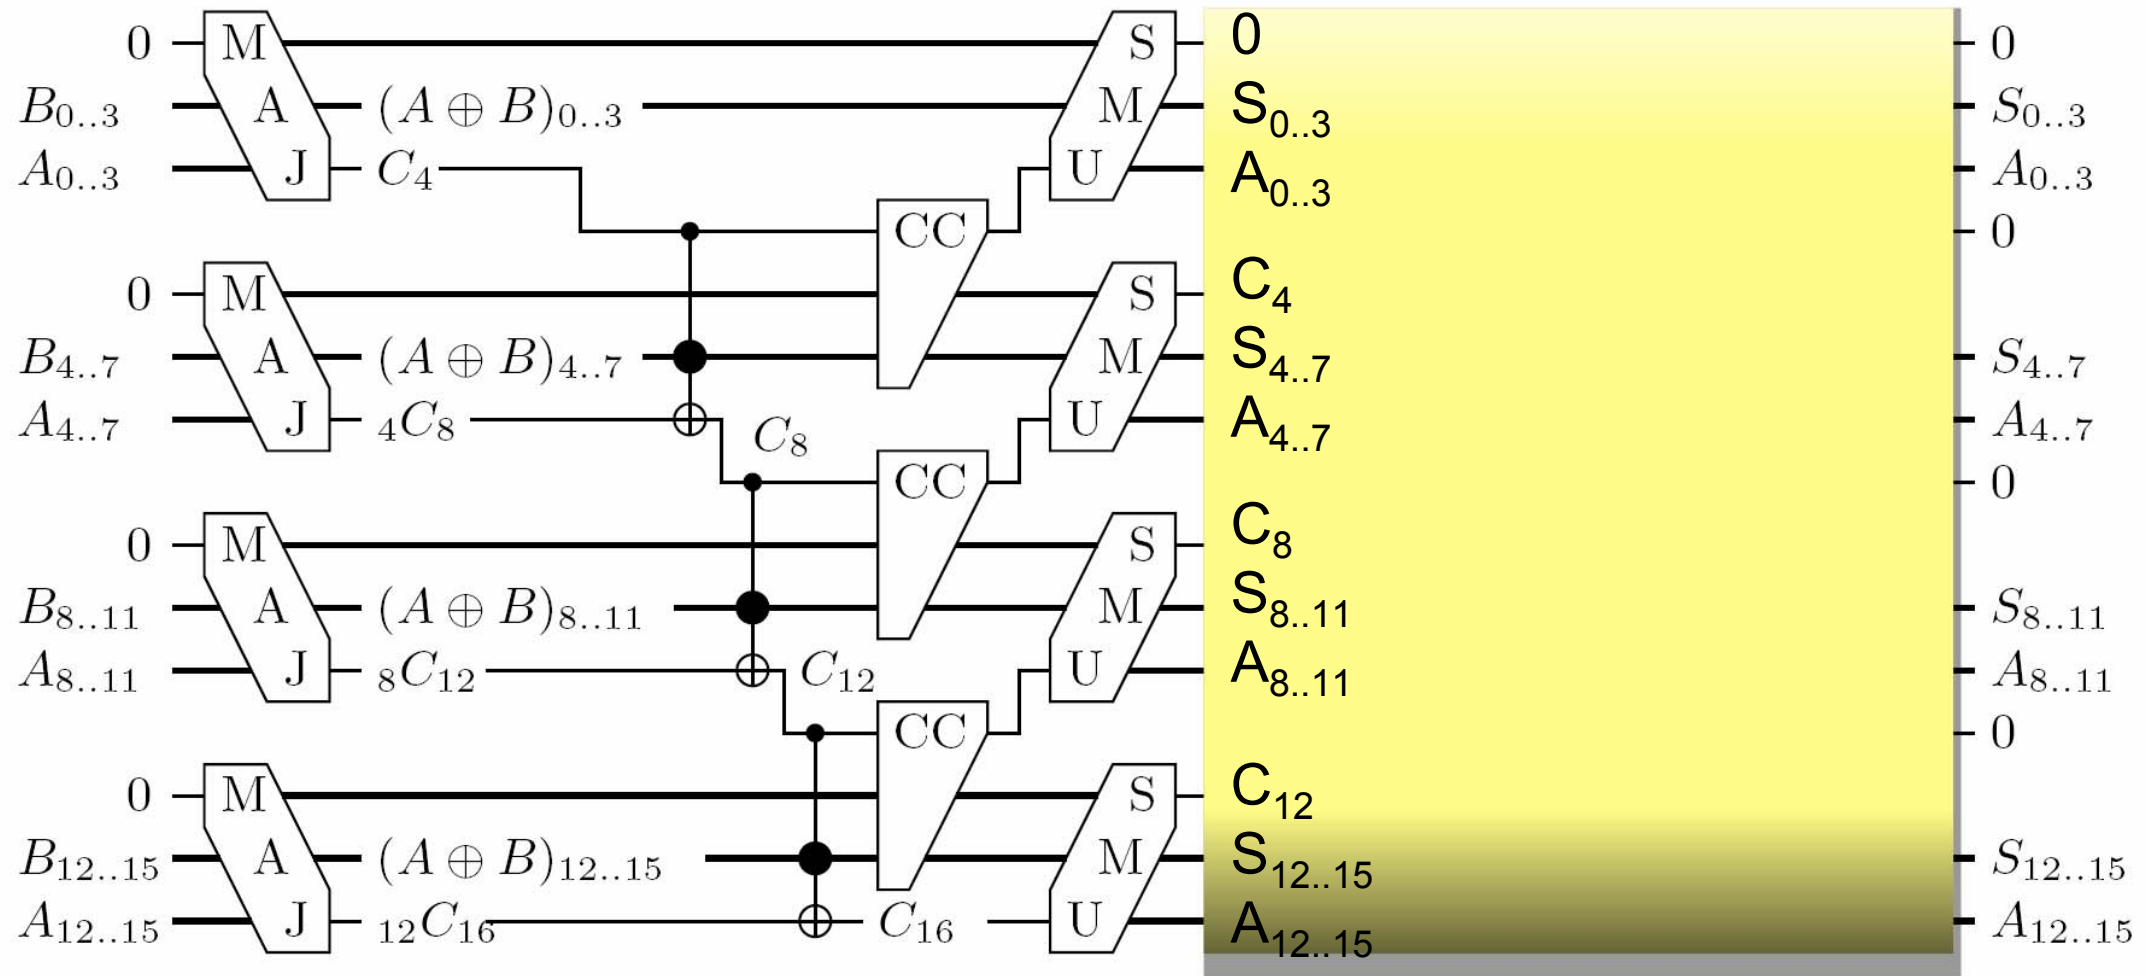 0 M S 0 0
B0..3 A (A ⊕ B)0..3 M S0..3 S0..3
A0..3 J C4 U A0..3 A0..3
CC 0
0 M S C4
B4..7 A (A ⊕ B)4..7 M S4..7 S4..7
A4..7 J 4C8 C8 U A4..7 A4..7
CC 0
0 M S C8
B8..11 A (A ⊕ B)8..11 M S8..11 S8..11
A8..11 J 8C12 C12 U A8..11 A8..11
CC 0
0 M S C12
B12..15 A (A ⊕ B)12..15 M S12..15 S12..15
A12..15 J 12C16 C16 U A12..15 A12..15